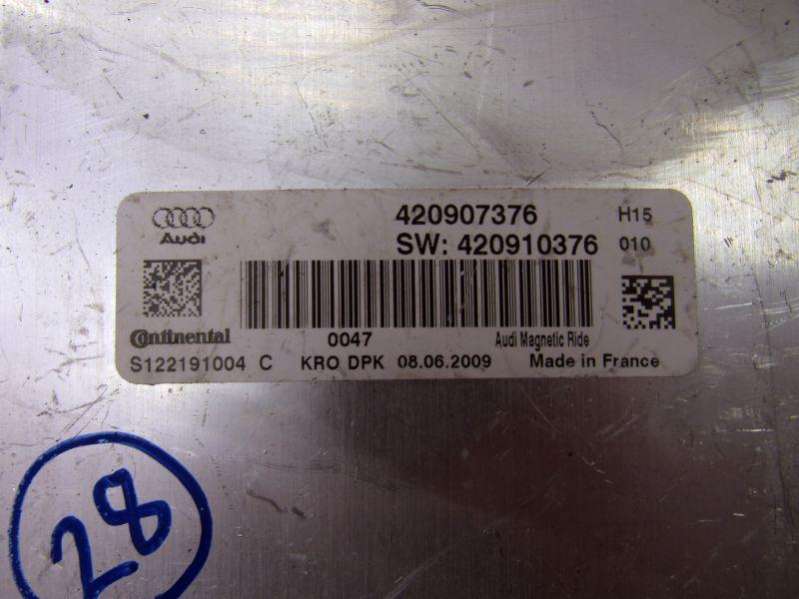 420907376 H15
Audi SW: 420910376 010
Continental 0047 Audi Magnetic Ride
S122191004 C KRO DPK 08.06.2009 Made in France
28